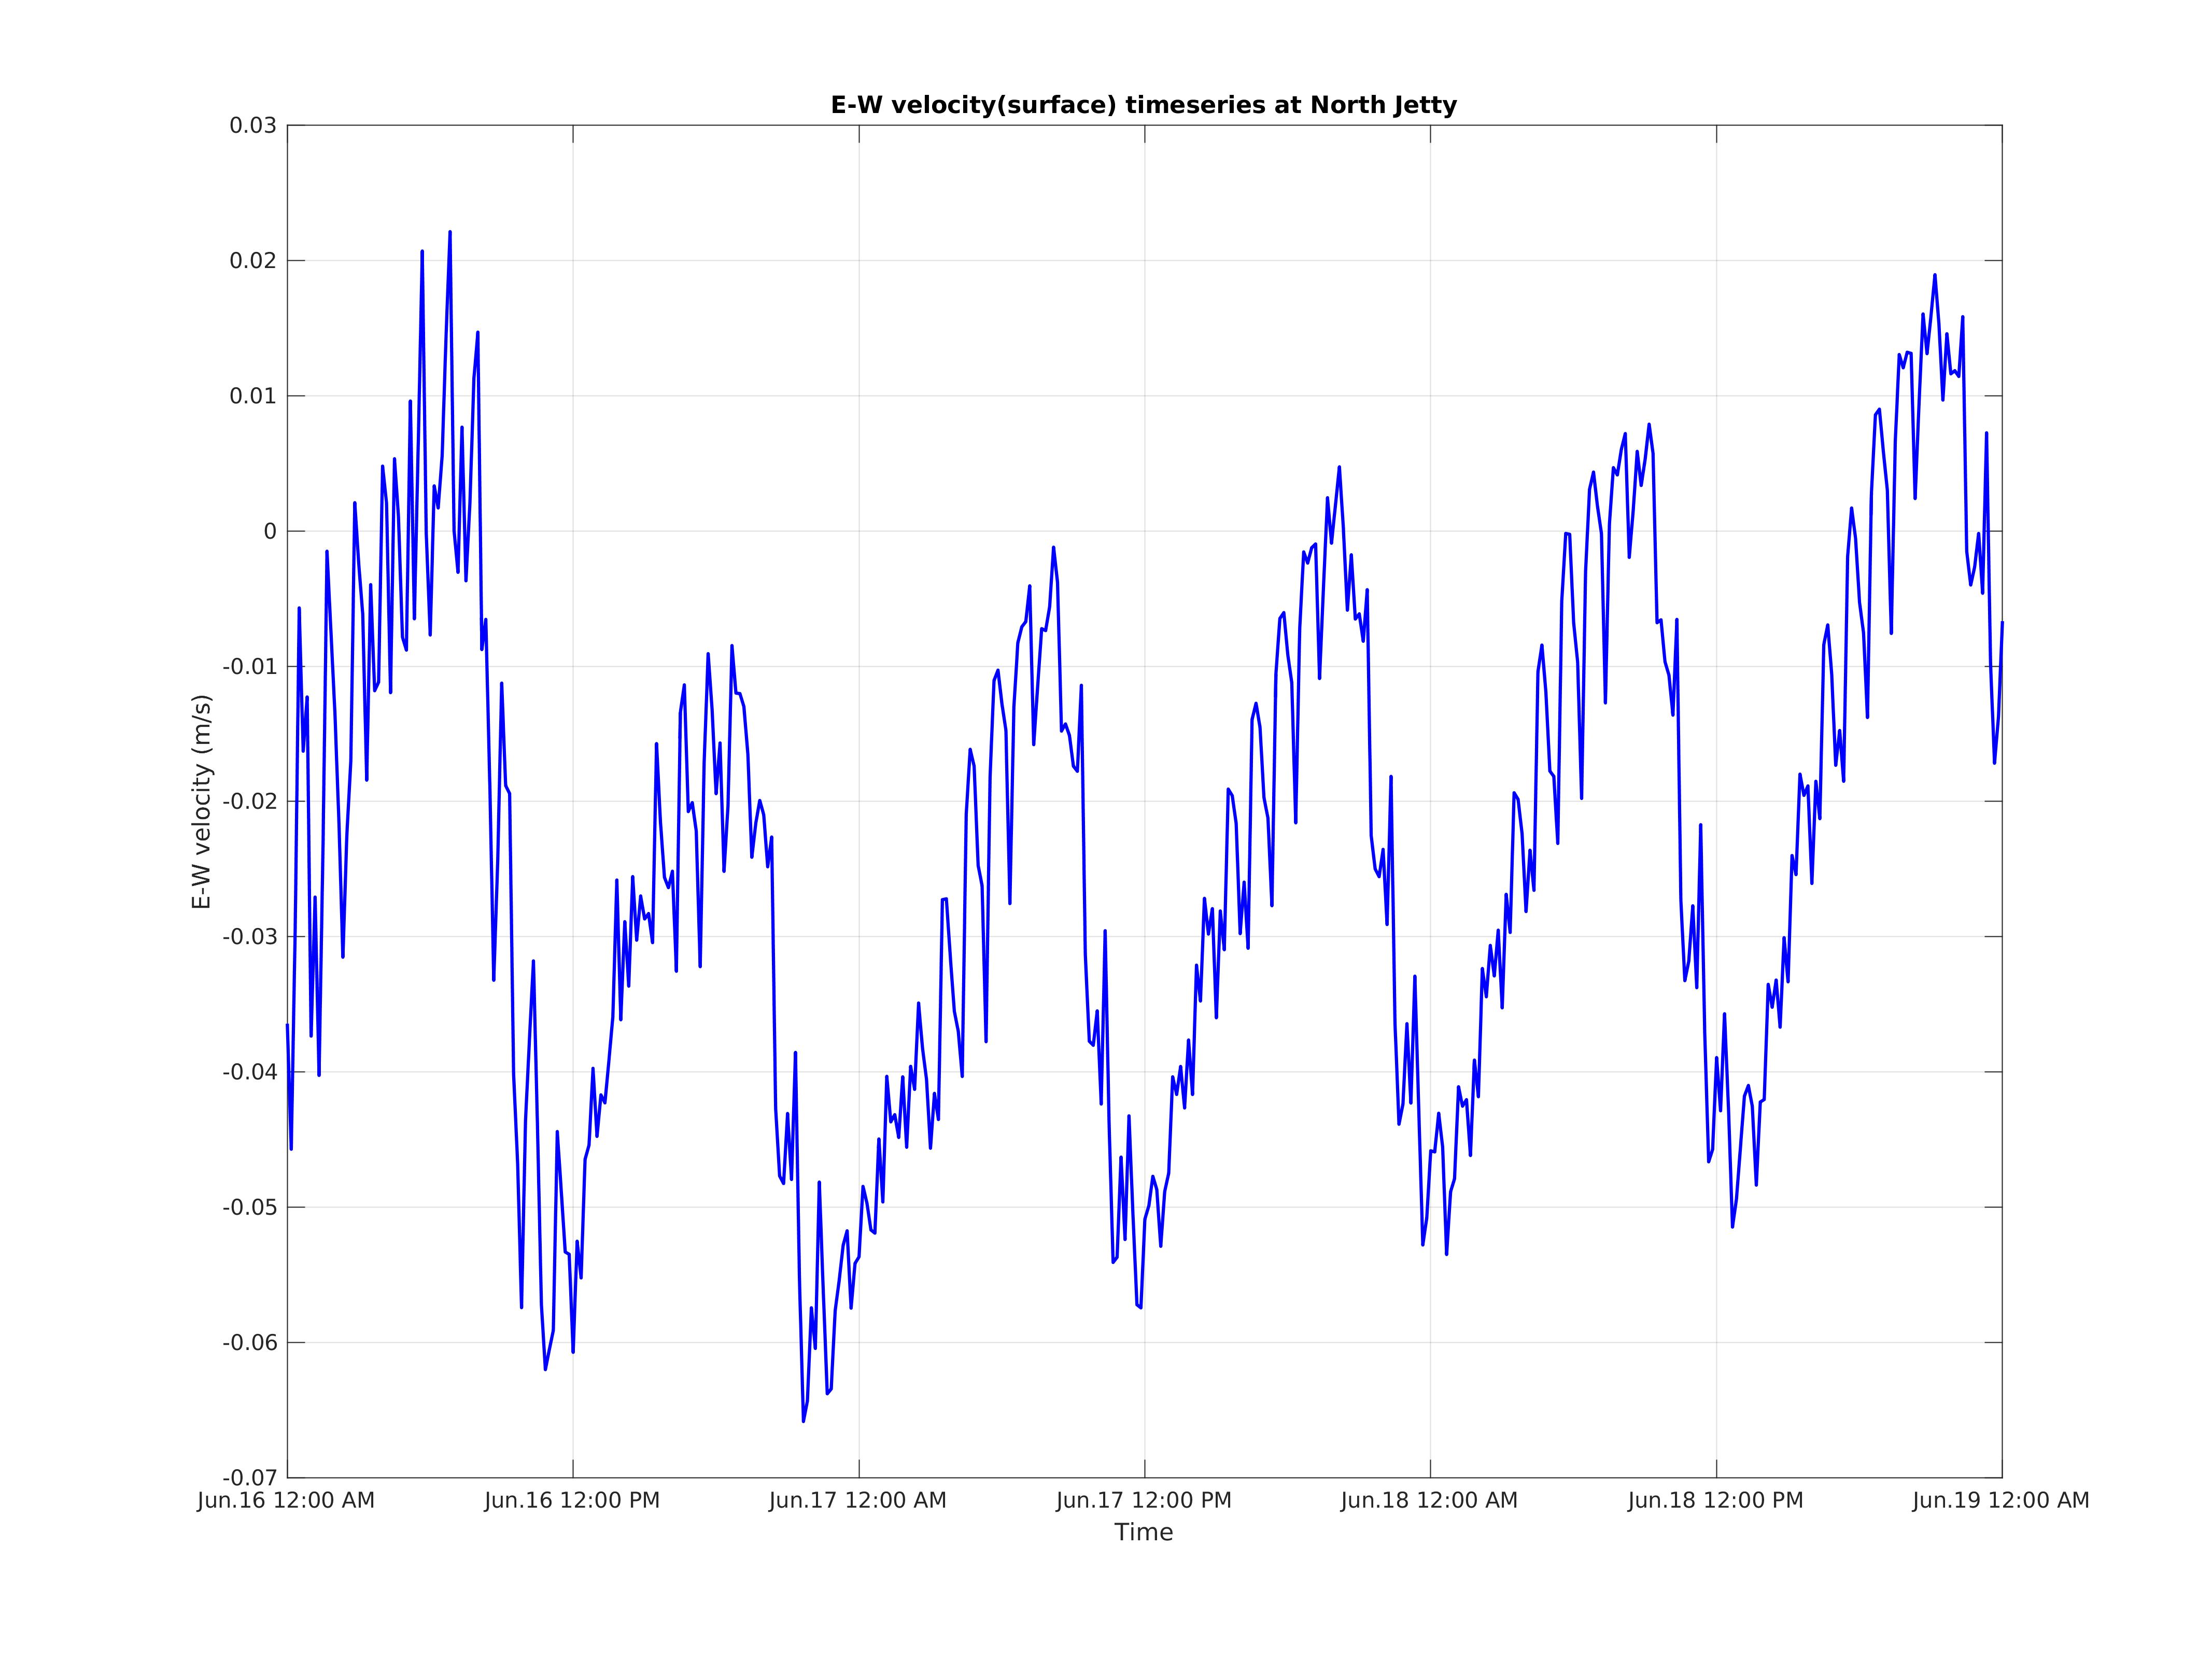 E-W velocity(surface) timeseries at North Jetty
0.03
0.02
0.01
0
-0.01
-0.02
-0.03
-0.04
-0.05
-0.06
-0.07
E-W velocity (m/s)
Jun.16 12:00 AM Jun.16 12:00 PM Jun.17 12:00 AM Jun.17 12:00 PM Jun.18 12:00 AM Jun.18 12:00 PM Jun.19 12:00 AM
Time